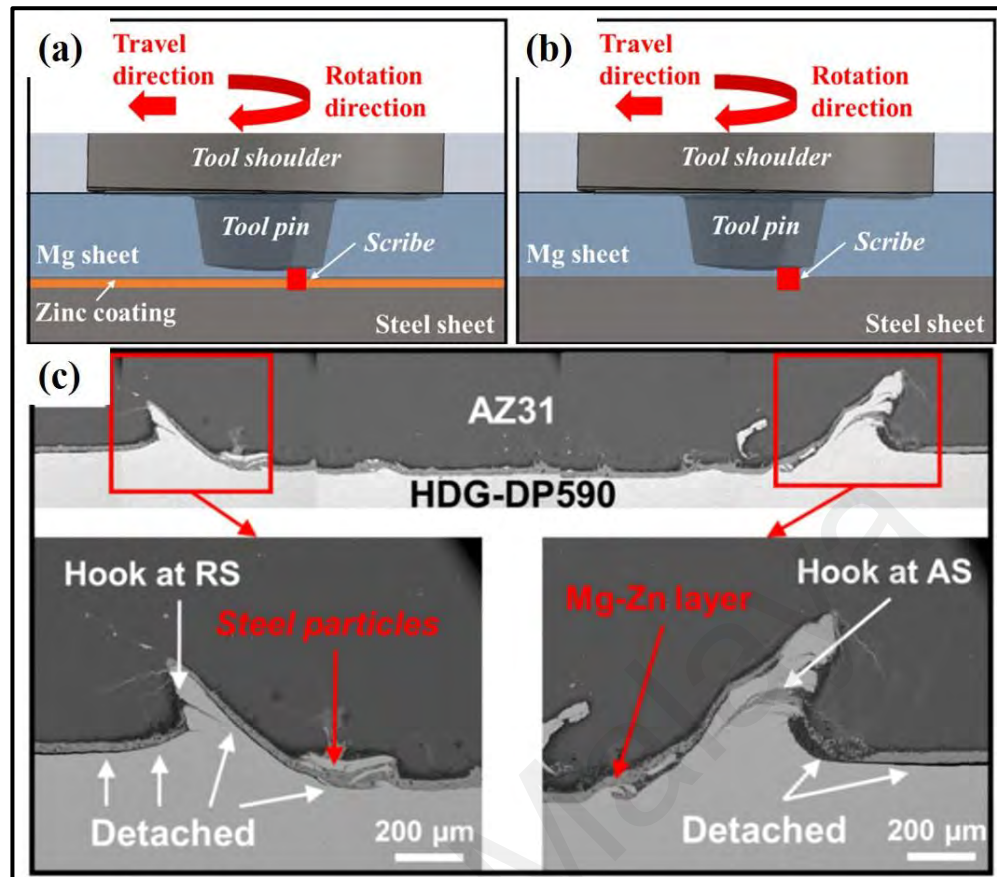 (a)
Travel
direction
Rotation
direction
Tool shoulder
Tool pin
Scribe
Mg sheet
Zinc coating
Steel sheet
(b)
Travel
direction
Rotation
direction
Tool shoulder
Tool pin
Scribe
Mg sheet
Steel sheet
(c)
AZ31
HDG-DP590
Hook at RS
Steel particles
Detached
200 μm
Mg-Zn layer
Hook at AS
Detached
200 μm
Malaya